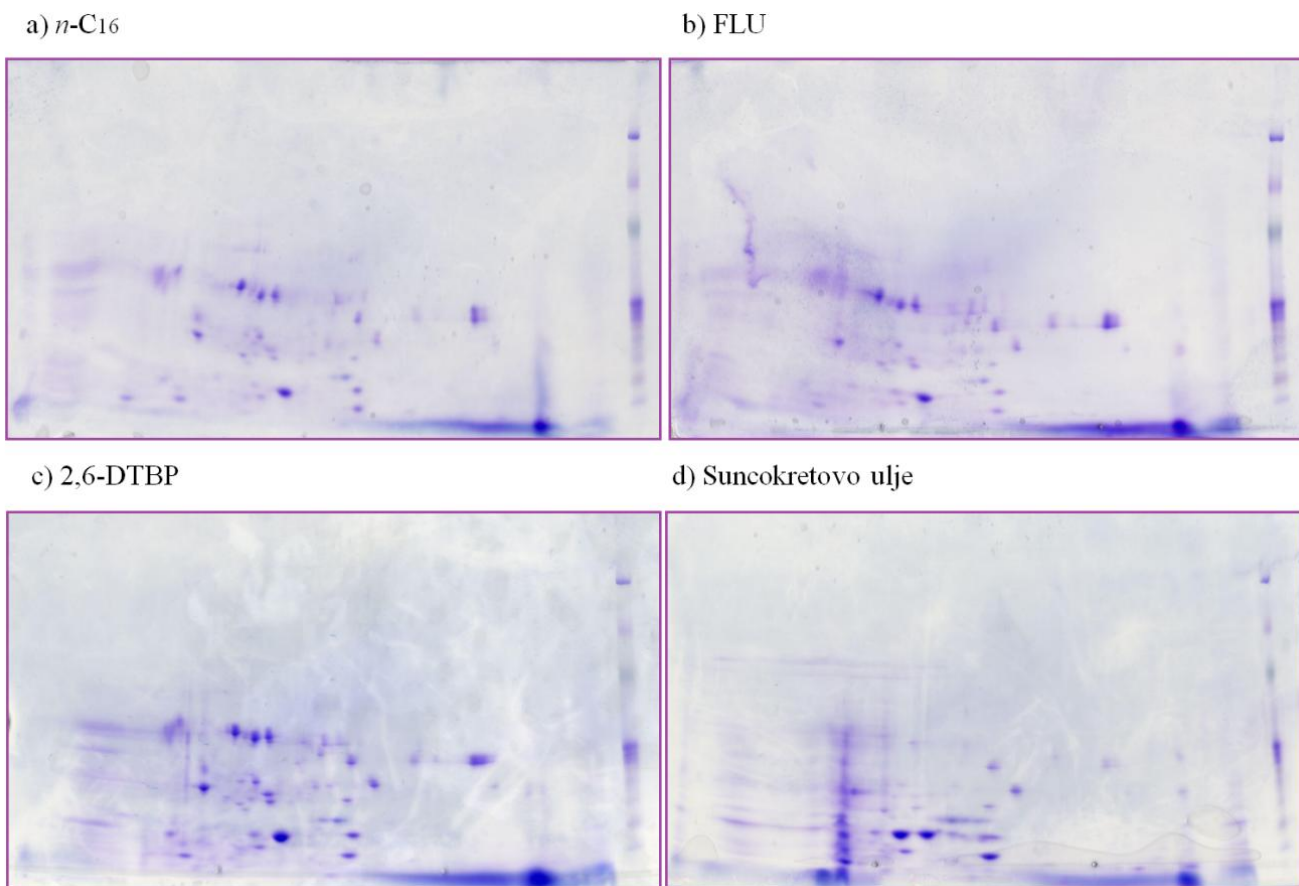 a) n-C16
b) FLU
c) 2,6-DTBP
d) Suncokretovo ulje